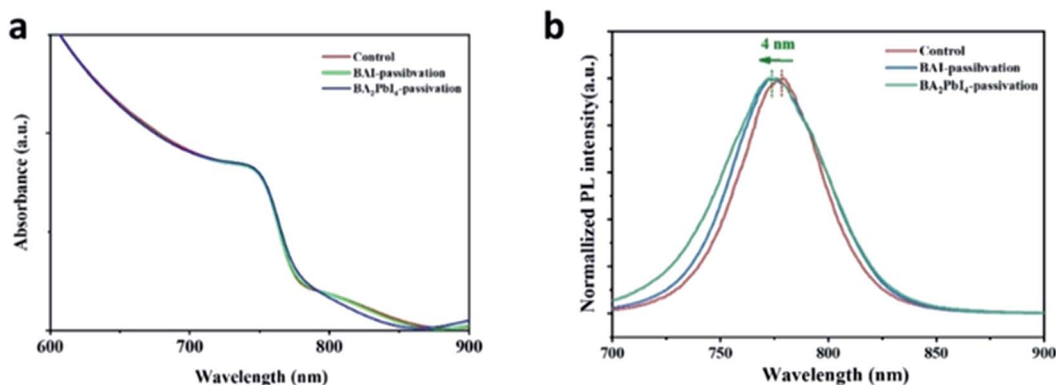 a
Control
BAI-passibvation
BA₂PbI₄-passivation
Absorbance (a.u.)
600
700
800
900
Wavelength (nm)
b
4 nm
Control
BAI-passibvation
BA₂PbI₄-passivation
Normallized PL intensity(a.u.)
700
750
800
850
900
Wavelength (nm)